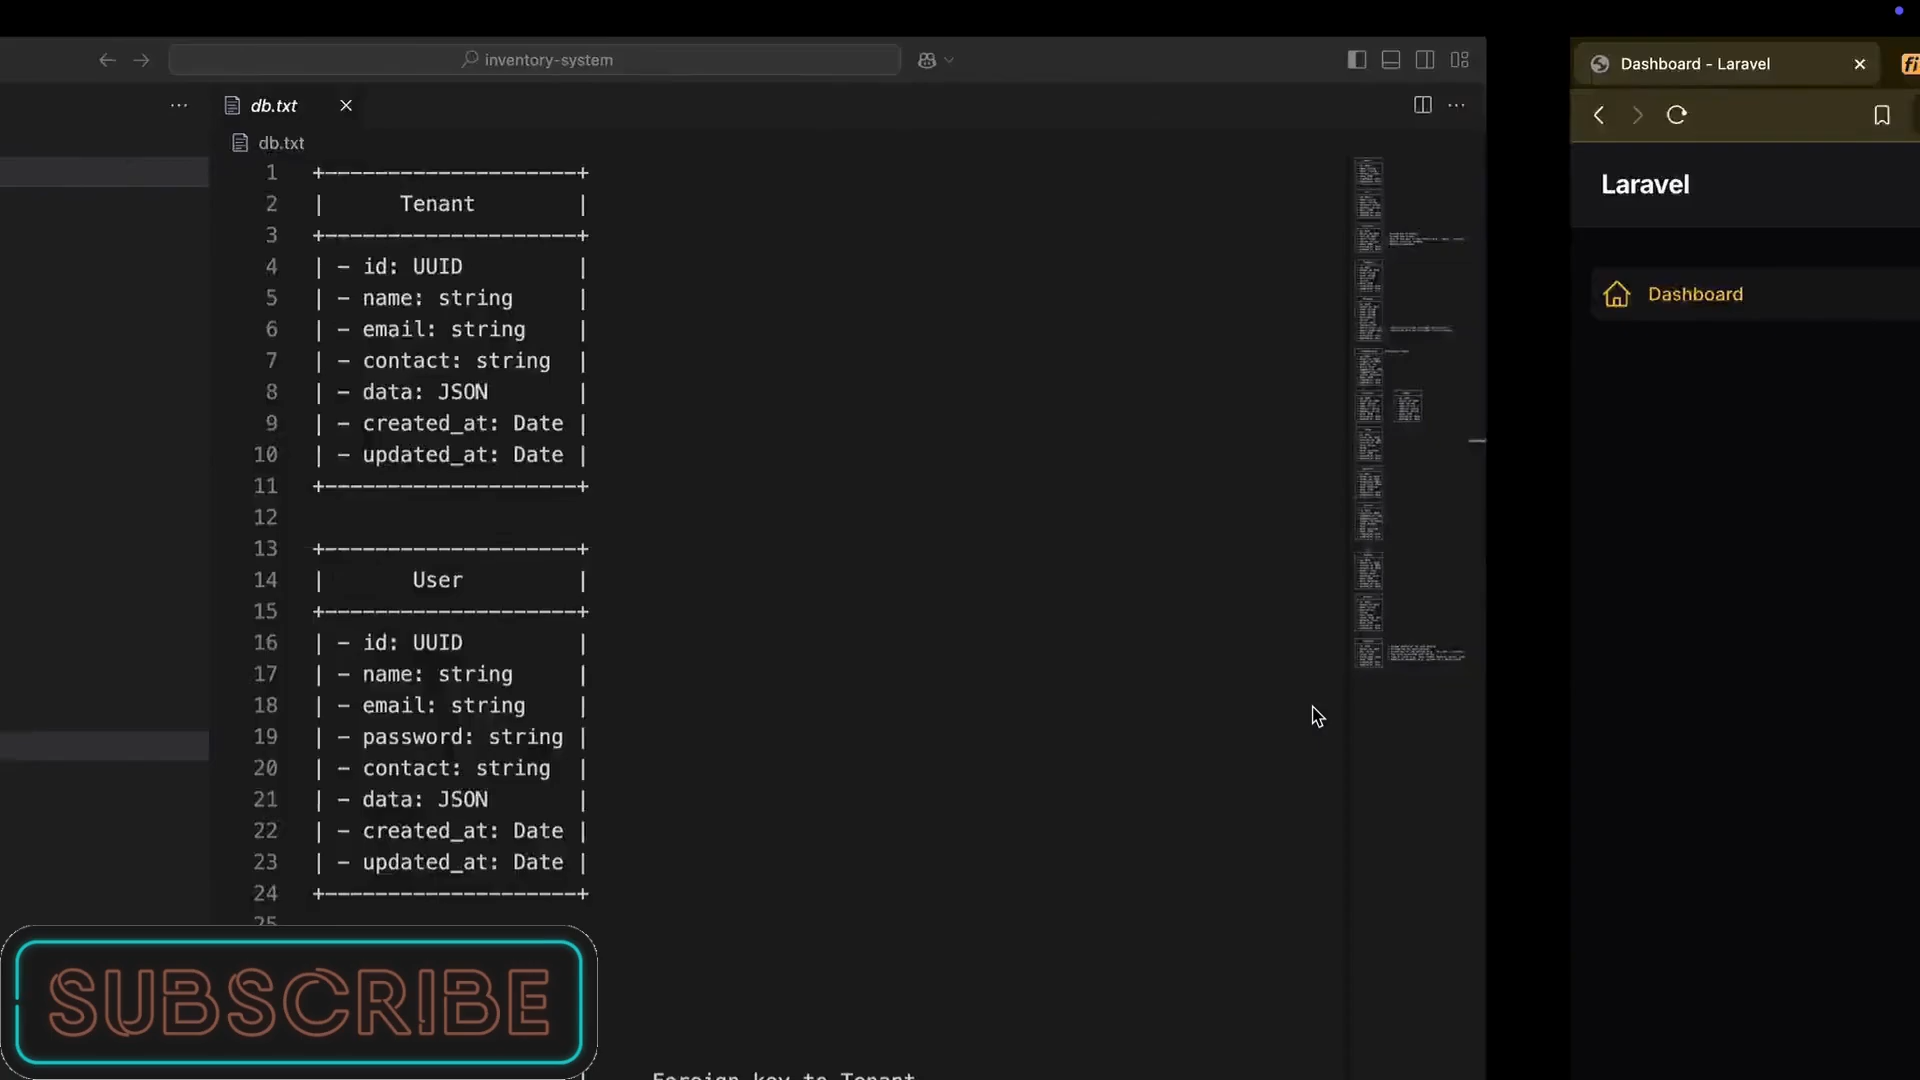 inventory-system
db.txt
db.txt
1 +---------------------+
2 | Tenant |
3 +---------------------+
4 | - id: UUID |
5 | - name: string |
6 | - email: string |
7 | - contact: string |
8 | - data: JSON |
9 | - created_at: Date |
10 | - updated_at: Date |
11 +---------------------+
12
13 +---------------------+
14 | User |
15 +---------------------+
16 | - id: UUID |
17 | - name: string |
18 | - email: string |
19 | - password: string |
20 | - contact: string |
21 | - data: JSON |
22 | - created_at: Date |
23 | - updated_at: Date |
24 +---------------------+
25
Foreign key to Tenant
SUBSCRIBE
Dashboard - Laravel
fi
Laravel
Dashboard